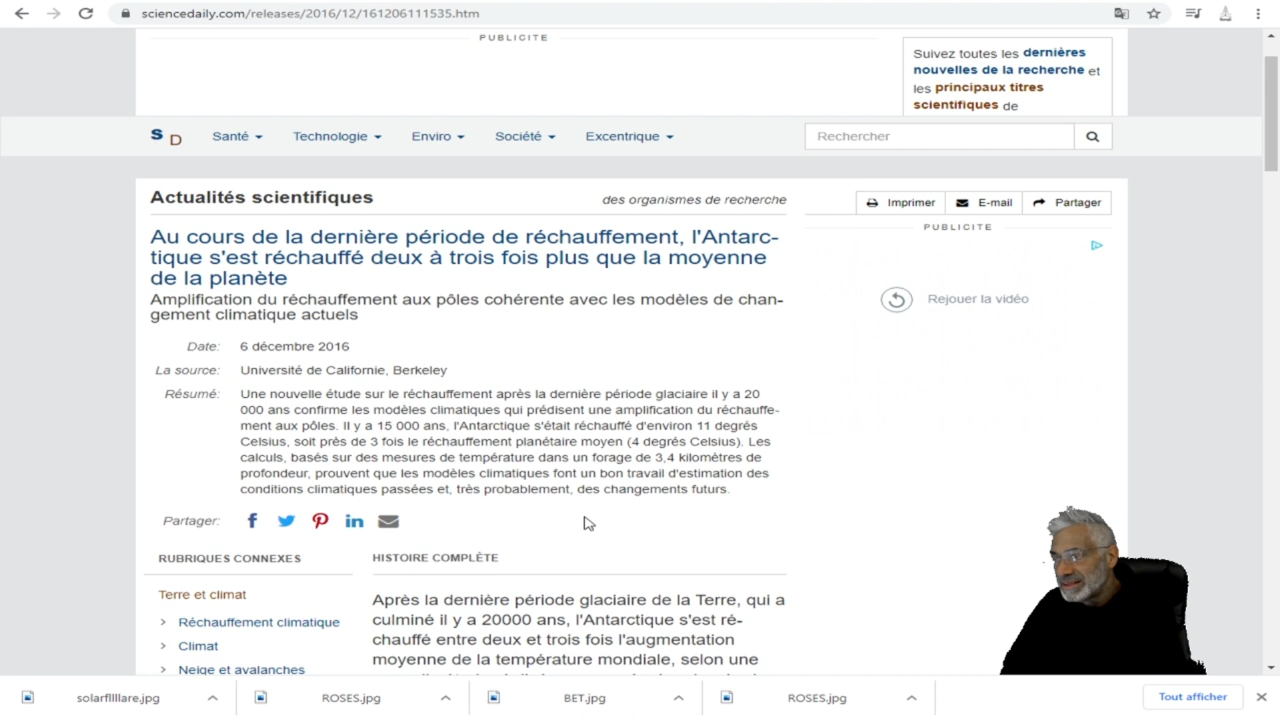 sciencedaily.com/releases/2016/12/161206111535.htm
PUBLICITE
Suivez toutes les dernières
nouvelles de la recherche et
les principaux titres
scientifiques de
S D Santé Technologie Enviro Société Excentrique Rechercher
Actualités scientifiques
des organismes de recherche
Imprimer E-mail Partager
PUBLICITE
Au cours de la dernière période de réchauffement, l'Antarc-
tique s'est réchauffé deux à trois fois plus que la moyenne
de la planète
Amplification du réchauffement aux pôles cohérente avec les modèles de chan-
gement climatique actuels
Rejouer la vidéo
Date: 6 décembre 2016
La source: Université de Californie, Berkeley
Résumé: Une nouvelle étude sur le réchauffement après la dernière période glaciaire il y a 20
000 ans confirme les modèles climatiques qui prédisent une amplification du réchauffe-
ment aux pôles. Il y a 15 000 ans, l'Antarctique s'était réchauffé d'environ 11 degrés
Celsius, soit près de 3 fois le réchauffement planétaire moyen (4 degrés Celsius). Les
calculs, basés sur des mesures de température dans un forage de 3,4 kilomètres de
profondeur, prouvent que les modèles climatiques font un bon travail d'estimation des
conditions climatiques passées et, très probablement, des changements futurs.
Partager:
RUBRIQUES CONNEXES
Terre et climat
Réchauffement climatique
Climat
Neige et avalanches
HISTOIRE COMPLÈTE
Après la dernière période glaciaire de la Terre, qui a
culminé il y a 20000 ans, l'Antarctique s'est ré-
chauffé entre deux et trois fois l'augmentation
moyenne de la température mondiale, selon une
solarflllllare.jpg ROSES.jpg BET.jpg ROSES.jpg Tout afficher